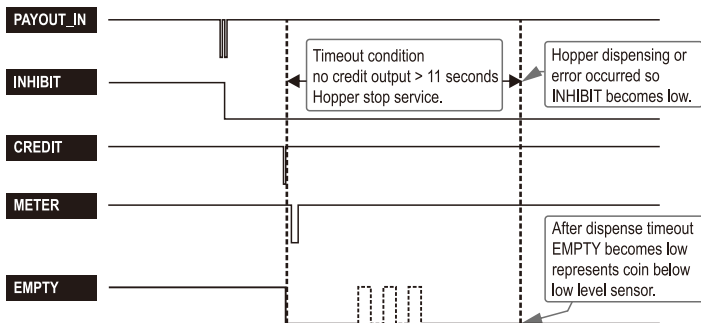 PAYOUT_IN
Timeout condition
no credit output > 11 seconds
Hopper stop service.
Hopper dispensing or
error occurred so
INHIBIT becomes low.
INHIBIT
CREDIT
METER
After dispense timeout
EMPTY becomes low
represents coin below
low level sensor.
EMPTY